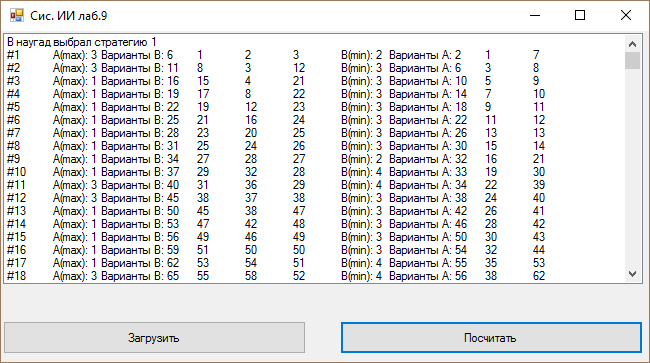 Сис. ИИ лаб.9
В наугад выбрал стратегию 1
#1 A(max): 3 Варианты B: 6 1 2 3 B(min): 2 Варианты A: 2 1 7
#2 A(max): 3 Варианты B: 11 8 3 12 B(min): 3 Варианты A: 6 3 8
#3 A(max): 1 Варианты B: 16 15 4 21 B(min): 3 Варианты A: 10 5 9
#4 A(max): 1 Варианты B: 19 17 8 22 B(min): 3 Варианты A: 14 7 10
#5 A(max): 1 Варианты B: 22 19 12 23 B(min): 3 Варианты A: 18 9 11
#6 A(max): 1 Варианты B: 25 21 16 24 B(min): 3 Варианты A: 22 11 12
#7 A(max): 1 Варианты B: 28 23 20 25 B(min): 3 Варианты A: 26 13 13
#8 A(max): 1 Варианты B: 31 25 24 26 B(min): 3 Варианты A: 30 15 14
#9 A(max): 1 Варианты B: 34 27 28 27 B(min): 2 Варианты A: 32 16 21
#10 A(max): 1 Варианты B: 37 29 32 28 B(min): 4 Варианты A: 33 19 30
#11 A(max): 3 Варианты B: 40 31 36 29 B(min): 4 Варианты A: 34 22 39
#12 A(max): 3 Варианты B: 45 38 37 38 B(min): 3 Варианты A: 38 24 40
#13 A(max): 1 Варианты B: 50 45 38 47 B(min): 3 Варианты A: 42 26 41
#14 A(max): 1 Варианты B: 53 47 42 48 B(min): 3 Варианты A: 46 28 42
#15 A(max): 1 Варианты B: 56 49 46 49 B(min): 3 Варианты A: 50 30 43
#16 A(max): 1 Варианты B: 59 51 50 50 B(min): 3 Варианты A: 54 32 44
#17 A(max): 1 Варианты B: 62 53 54 51 B(min): 4 Варианты A: 55 35 53
#18 A(max): 3 Варианты B: 65 55 58 52 B(min): 4 Варианты A: 56 38 62
Загрузить
Посчитать